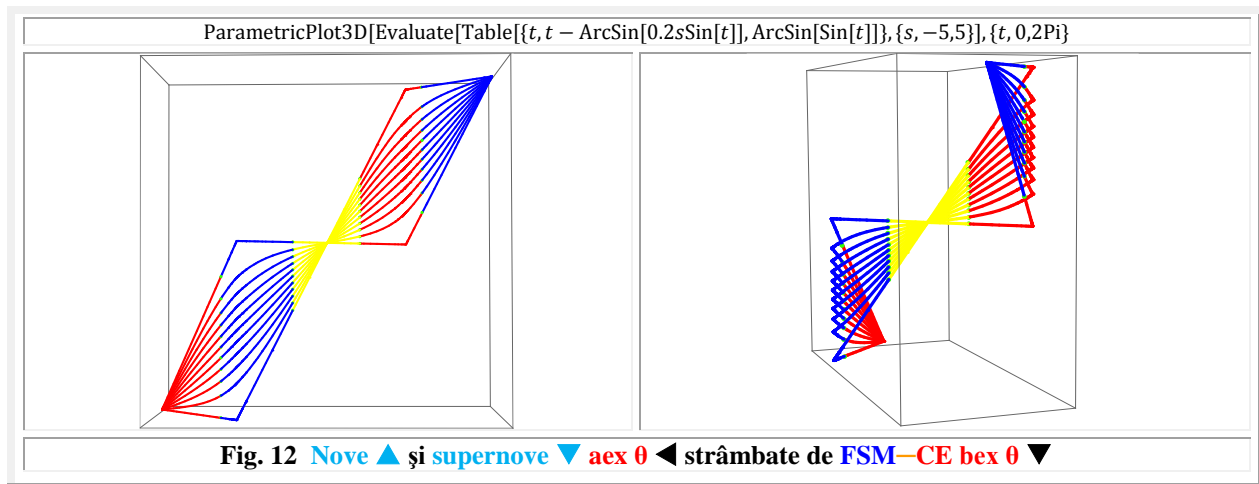 ParametricPlot3D[Evaluate[Table[{t, t − ArcSin[0.2sSin[t]], ArcSin[Sin[t]]}, {s, −5,5}], {t, 0,2Pi}
Fig. 12 Nove ▲ şi supernove ▼ aex θ ◀ strâmbate de FSM—CE bex θ ▼